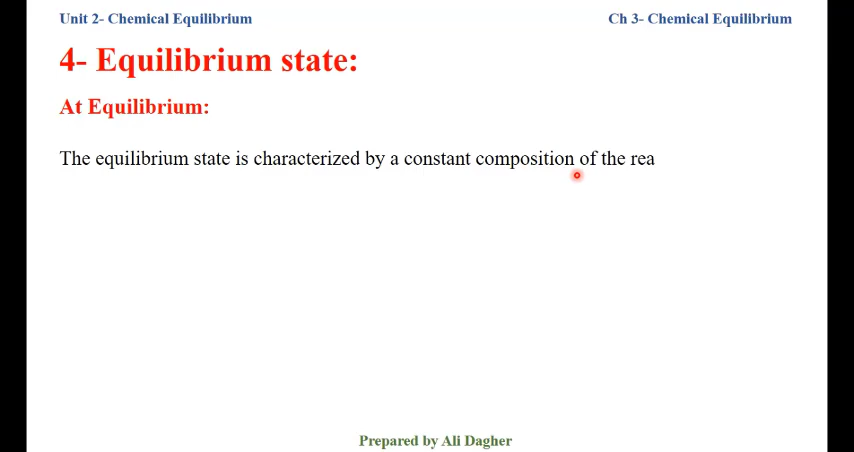 Unit 2- Chemical Equilibrium
Ch 3- Chemical Equilibrium
4- Equilibrium state:
At Equilibrium:
The equilibrium state is characterized by a constant composition of the rea
Prepared by Ali Dagher